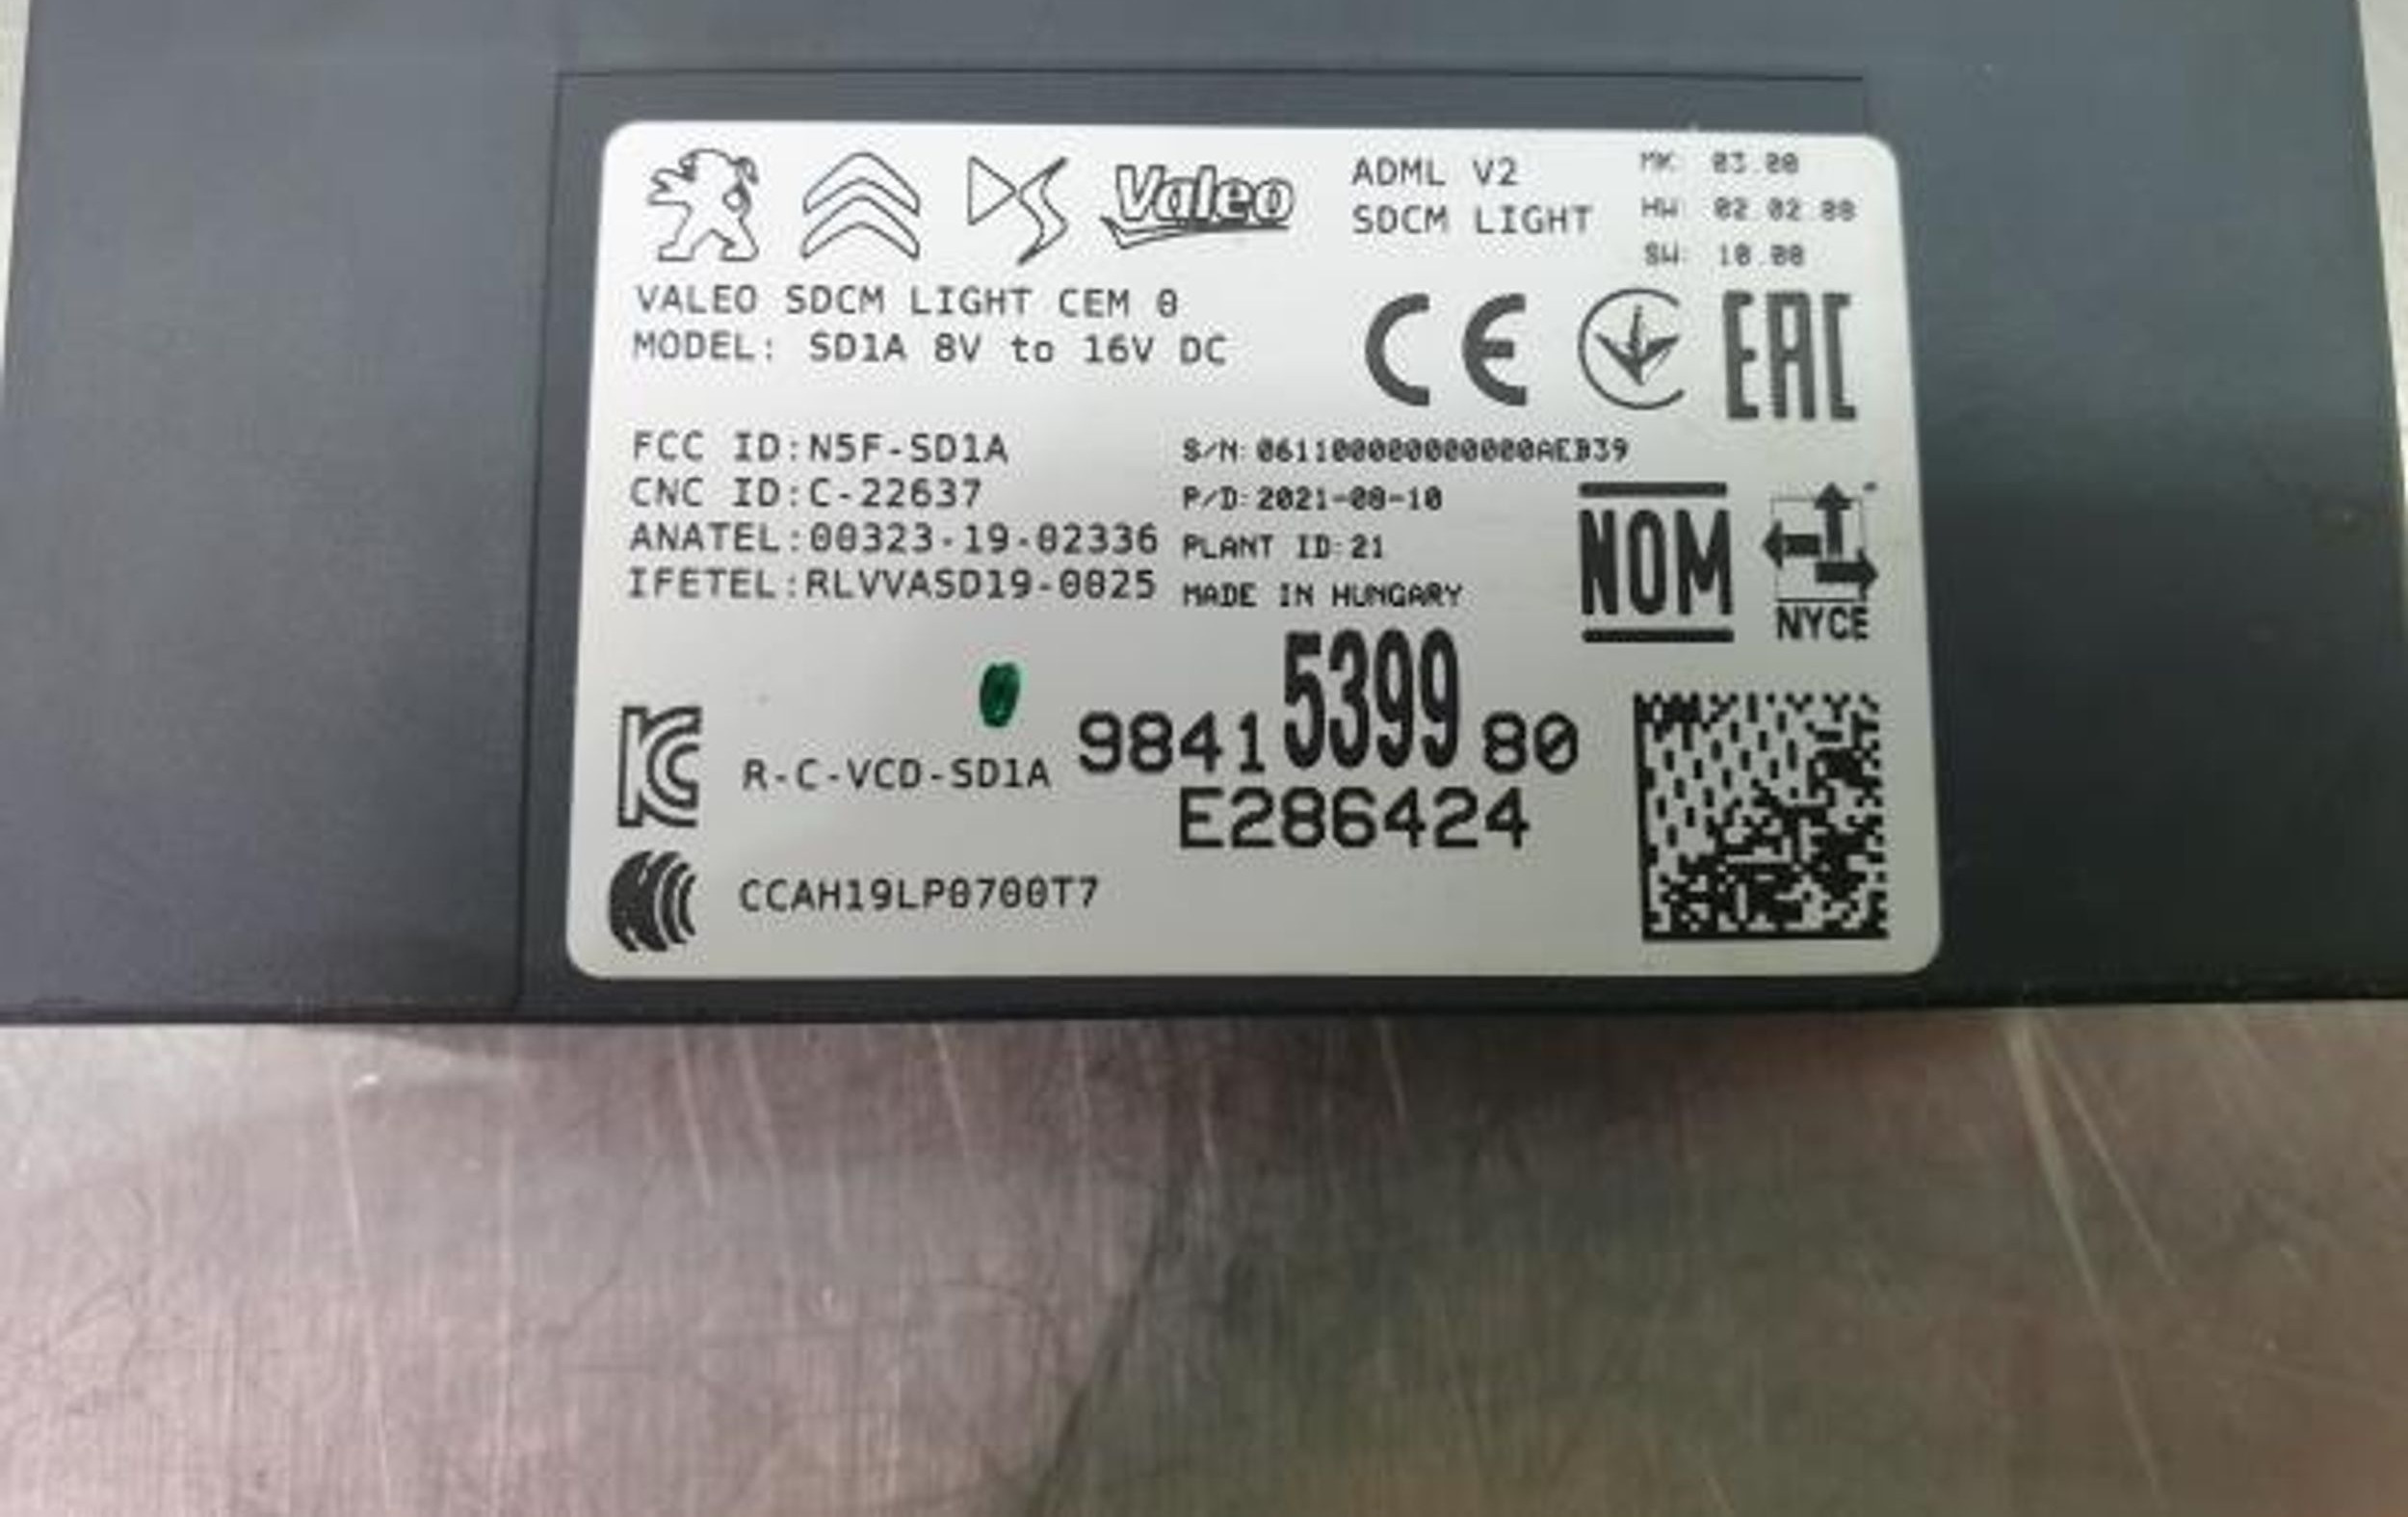 Valeo
ADML V2
SDCM LIGHT
MK: 03.00
HW: 02.02.00
SW: 10.00
VALEO SDCM LIGHT CEM 0
MODEL: SD1A 8V to 16V DC
CE
EAC
FCC ID:N5F-SD1A
CNC ID:C-22637
ANATEL:00323-19-02336
IFETEL:RLVVASD19-0825
S/N: 061100000000000AEB39
P/D: 2021-08-10
PLANT ID: 21
MADE IN HUNGARY
NOM
NYCE
R-C-VCD-SD1A
9841 5399 80
E286424
CCAH19LP0700T7